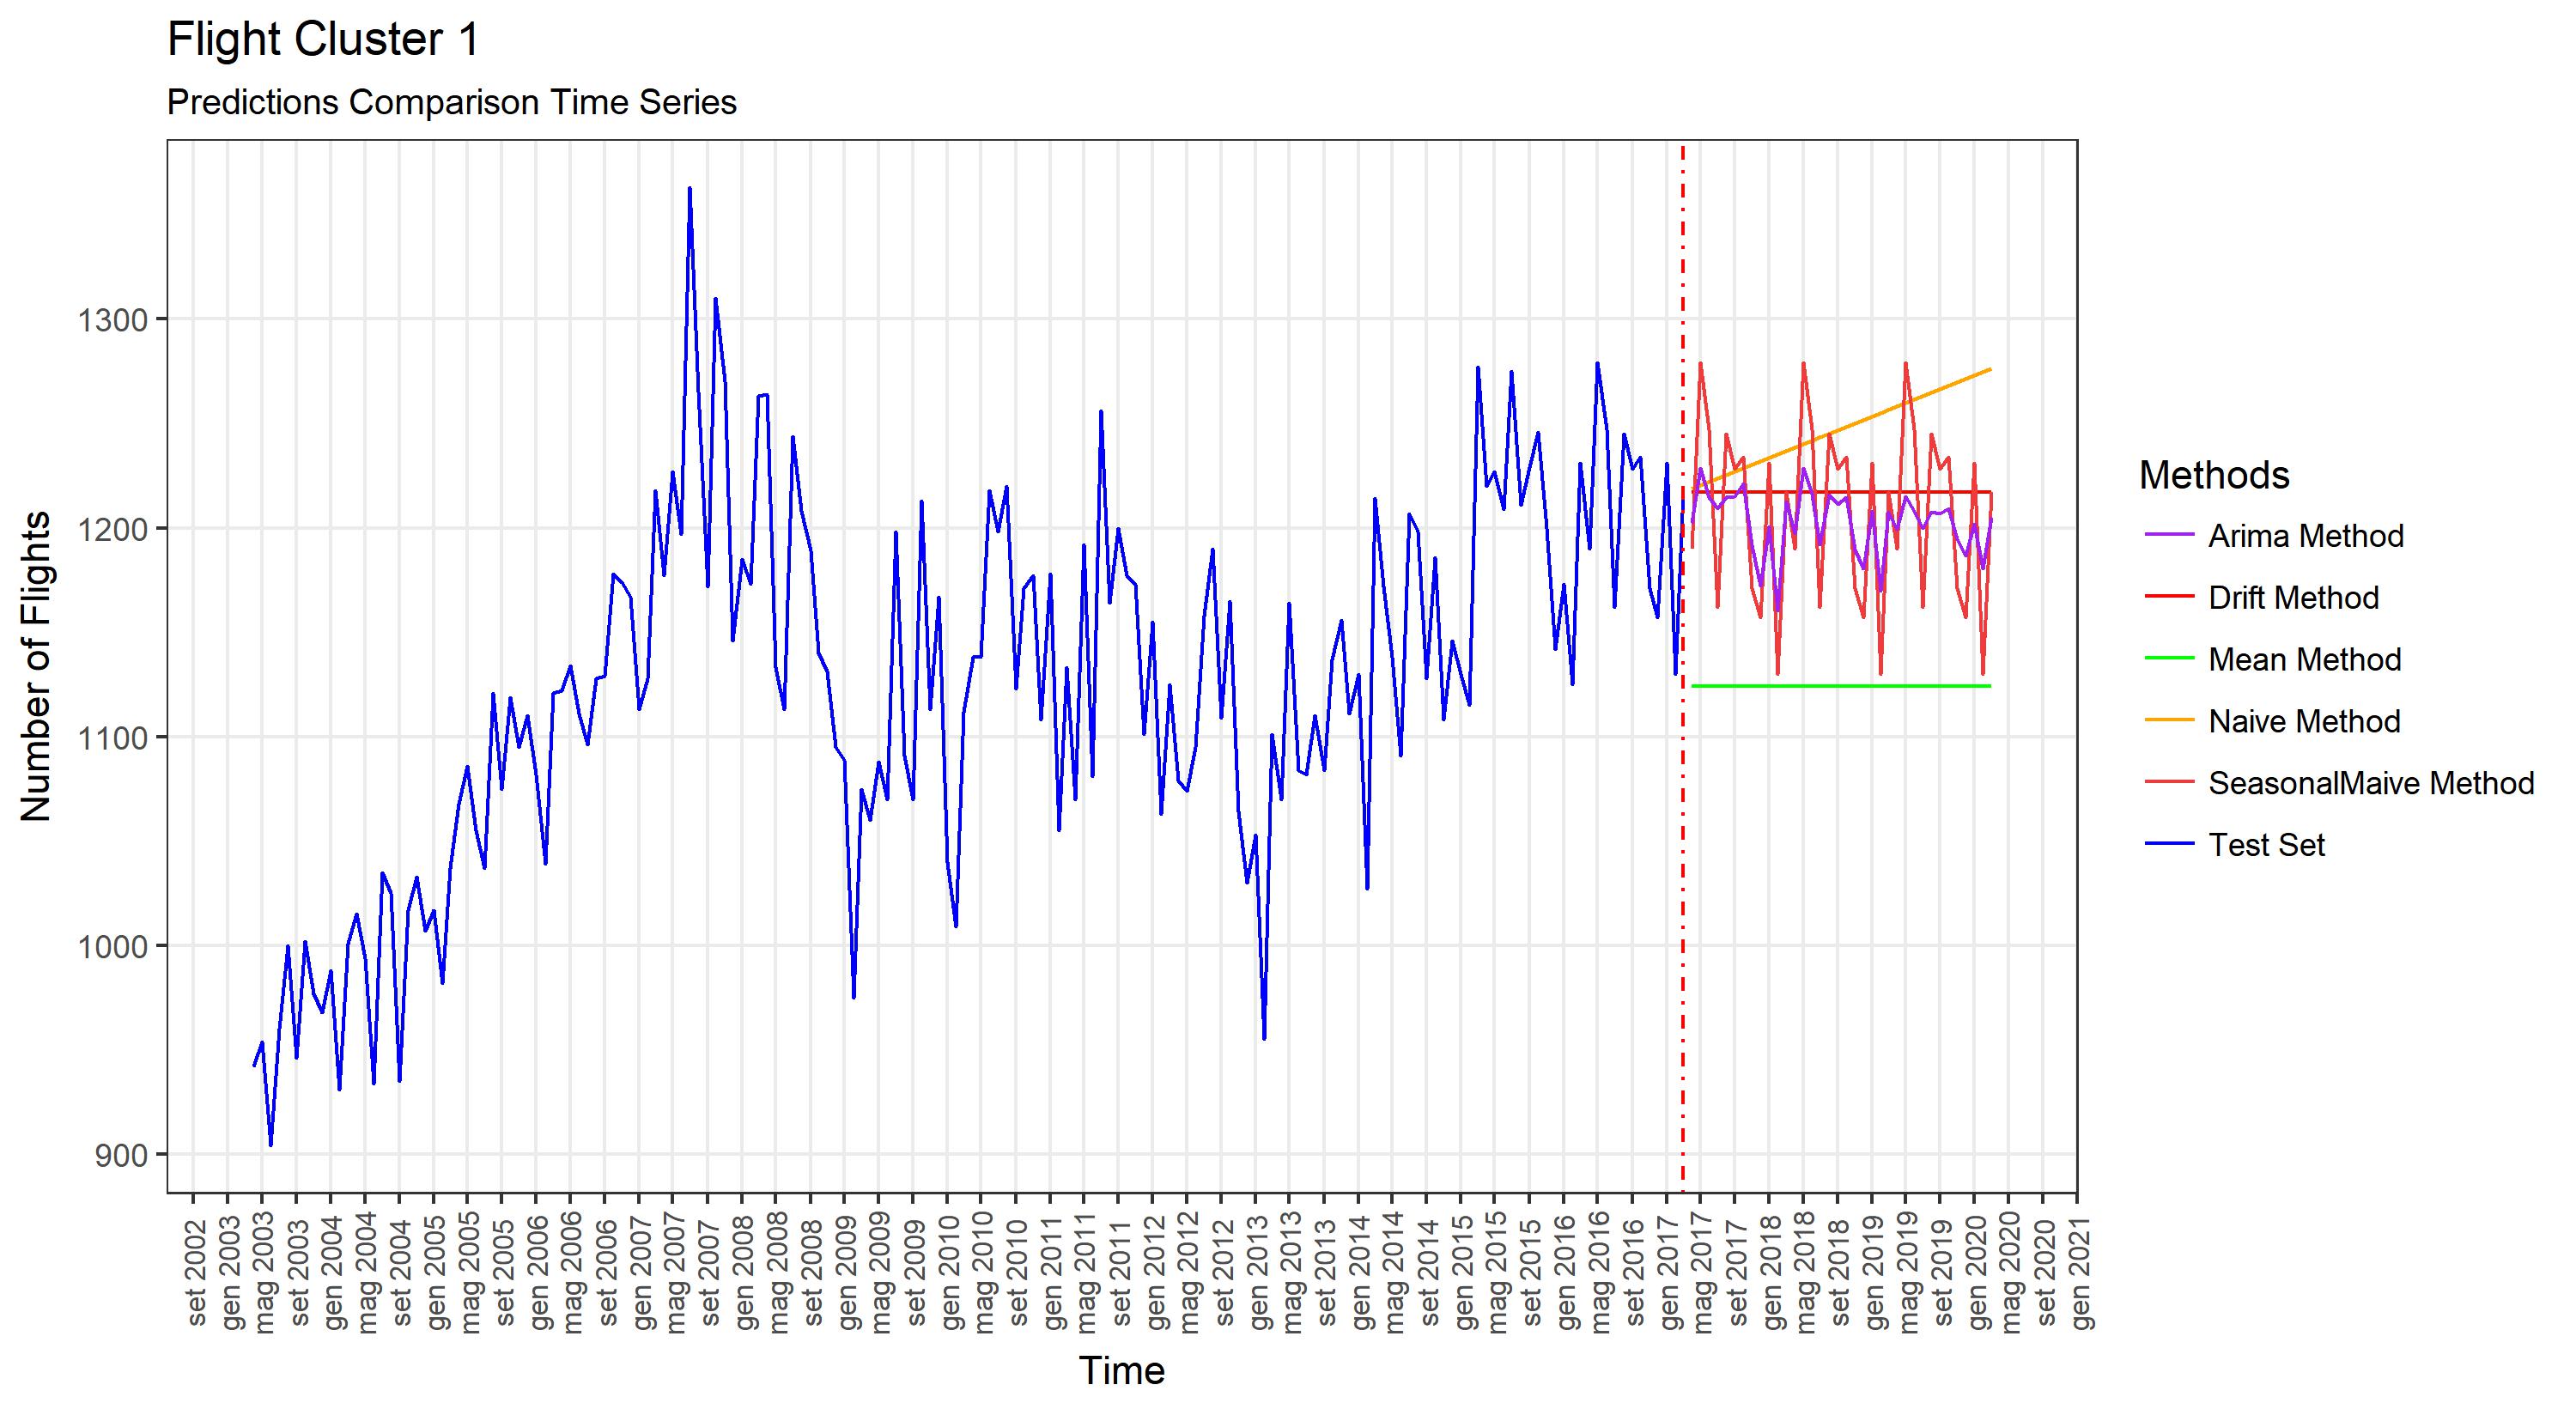 Flight Cluster 1
Predictions Comparison Time Series
Number of Flights
1300
1200
1100
1000
900
set 2002
gen 2003
mag 2003
set 2003
gen 2004
mag 2004
set 2004
gen 2005
mag 2005
set 2005
gen 2006
mag 2006
set 2006
gen 2007
mag 2007
set 2007
gen 2008
mag 2008
set 2008
gen 2009
mag 2009
set 2009
gen 2010
mag 2010
set 2010
gen 2011
mag 2011
set 2011
gen 2012
mag 2012
set 2012
gen 2013
mag 2013
set 2013
gen 2014
mag 2014
set 2014
gen 2015
mag 2015
set 2015
gen 2016
mag 2016
set 2016
gen 2017
mag 2017
set 2017
gen 2018
mag 2018
set 2018
gen 2019
mag 2019
set 2019
gen 2020
mag 2020
set 2020
gen 2021
Time
Methods
Arima Method
Drift Method
Mean Method
Naive Method
SeasonalMaive Method
Test Set